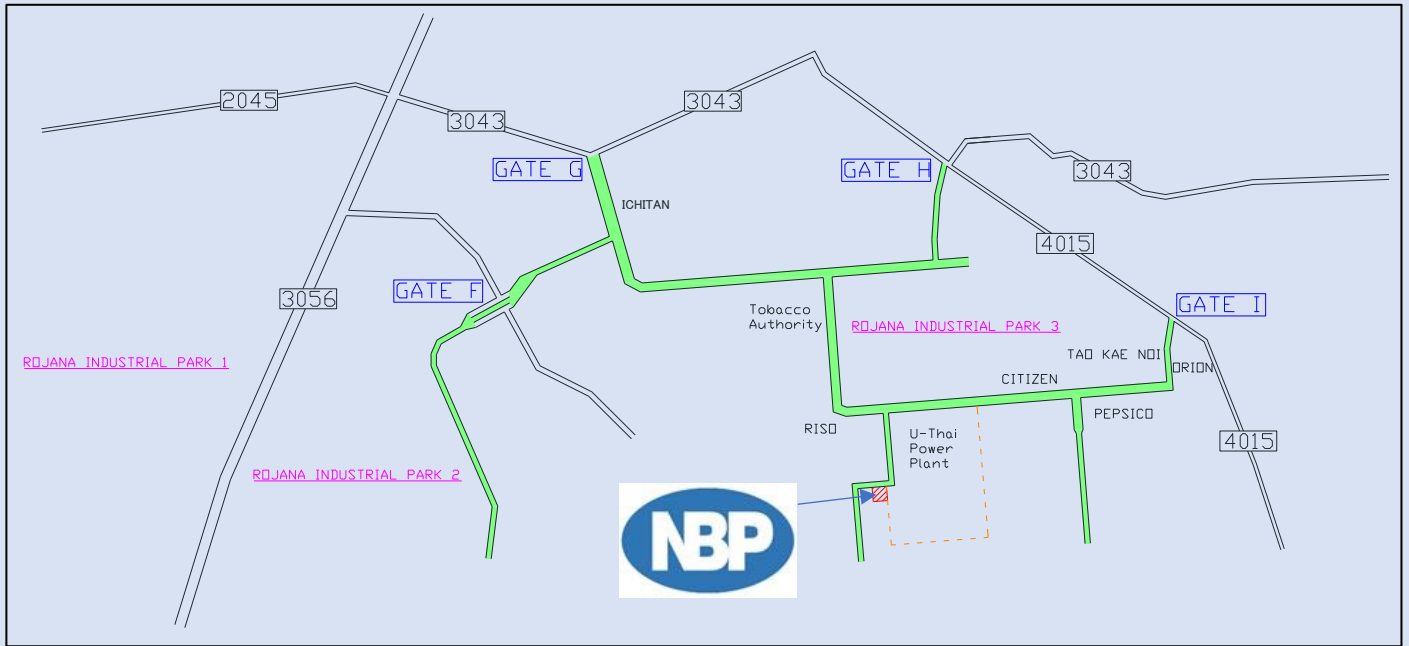 2045
3043
3043
GATE G
GATE H
3043
ICHITAN
4015
GATE F
3056
GATE I
Tobacco
Authority
ROJANA INDUSTRIAL PARK 3
ROJANA INDUSTRIAL PARK 1
TAO KAE NOI
ORION
CITIZEN
PEPSICO
RISO
U-Thai
Power
Plant
4015
ROJANA INDUSTRIAL PARK 2
NBP